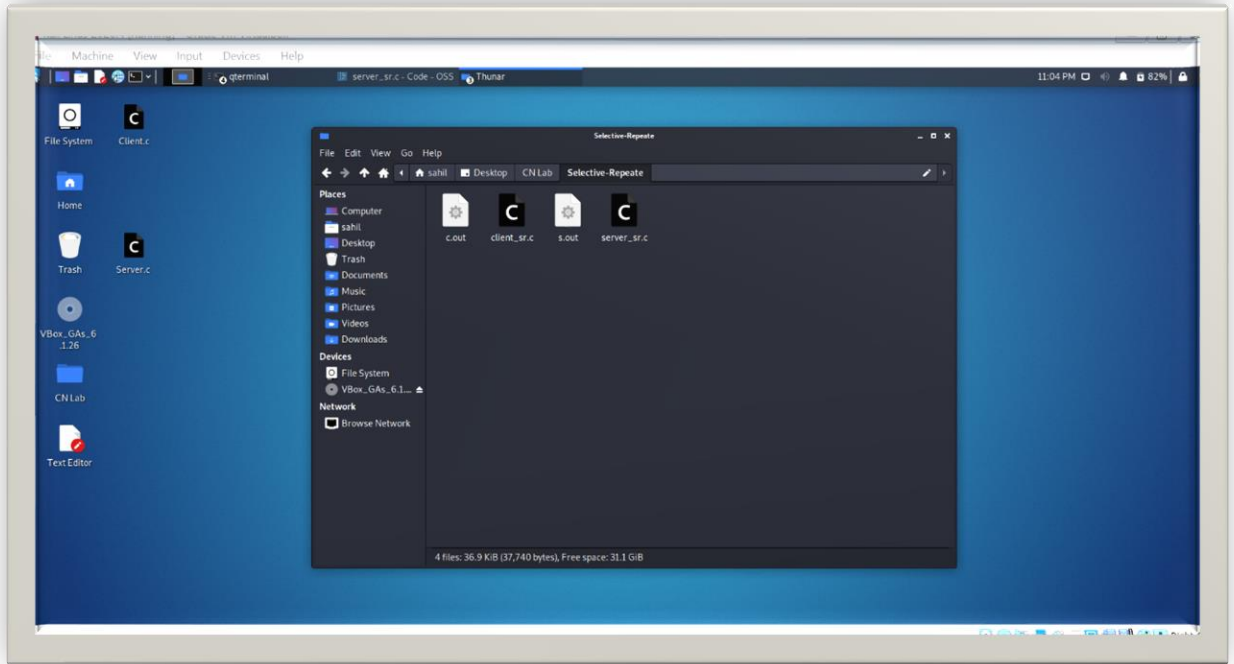 Machine View Input Devices Help
qterminal
server_sr.c - Code - OSS
Thunar
11:04 PM
82%
File System
Client.c
Home
Trash
Server.c
VBox_GAs_6
.1.26
CN Lab
Text Editor
Selective-Repeate
File Edit View Go Help
sahil Desktop CN Lab Selective-Repeate
Places
Computer
sahil
Desktop
Trash
Documents
Music
Pictures
Videos
Downloads
Devices
File System
VBox_GAs_6.1....
Network
Browse Network
c.out
client_sr.c
s.out
server_sr.c
4 files: 36.9 KiB (37,740 bytes), Free space: 31.1 GiB